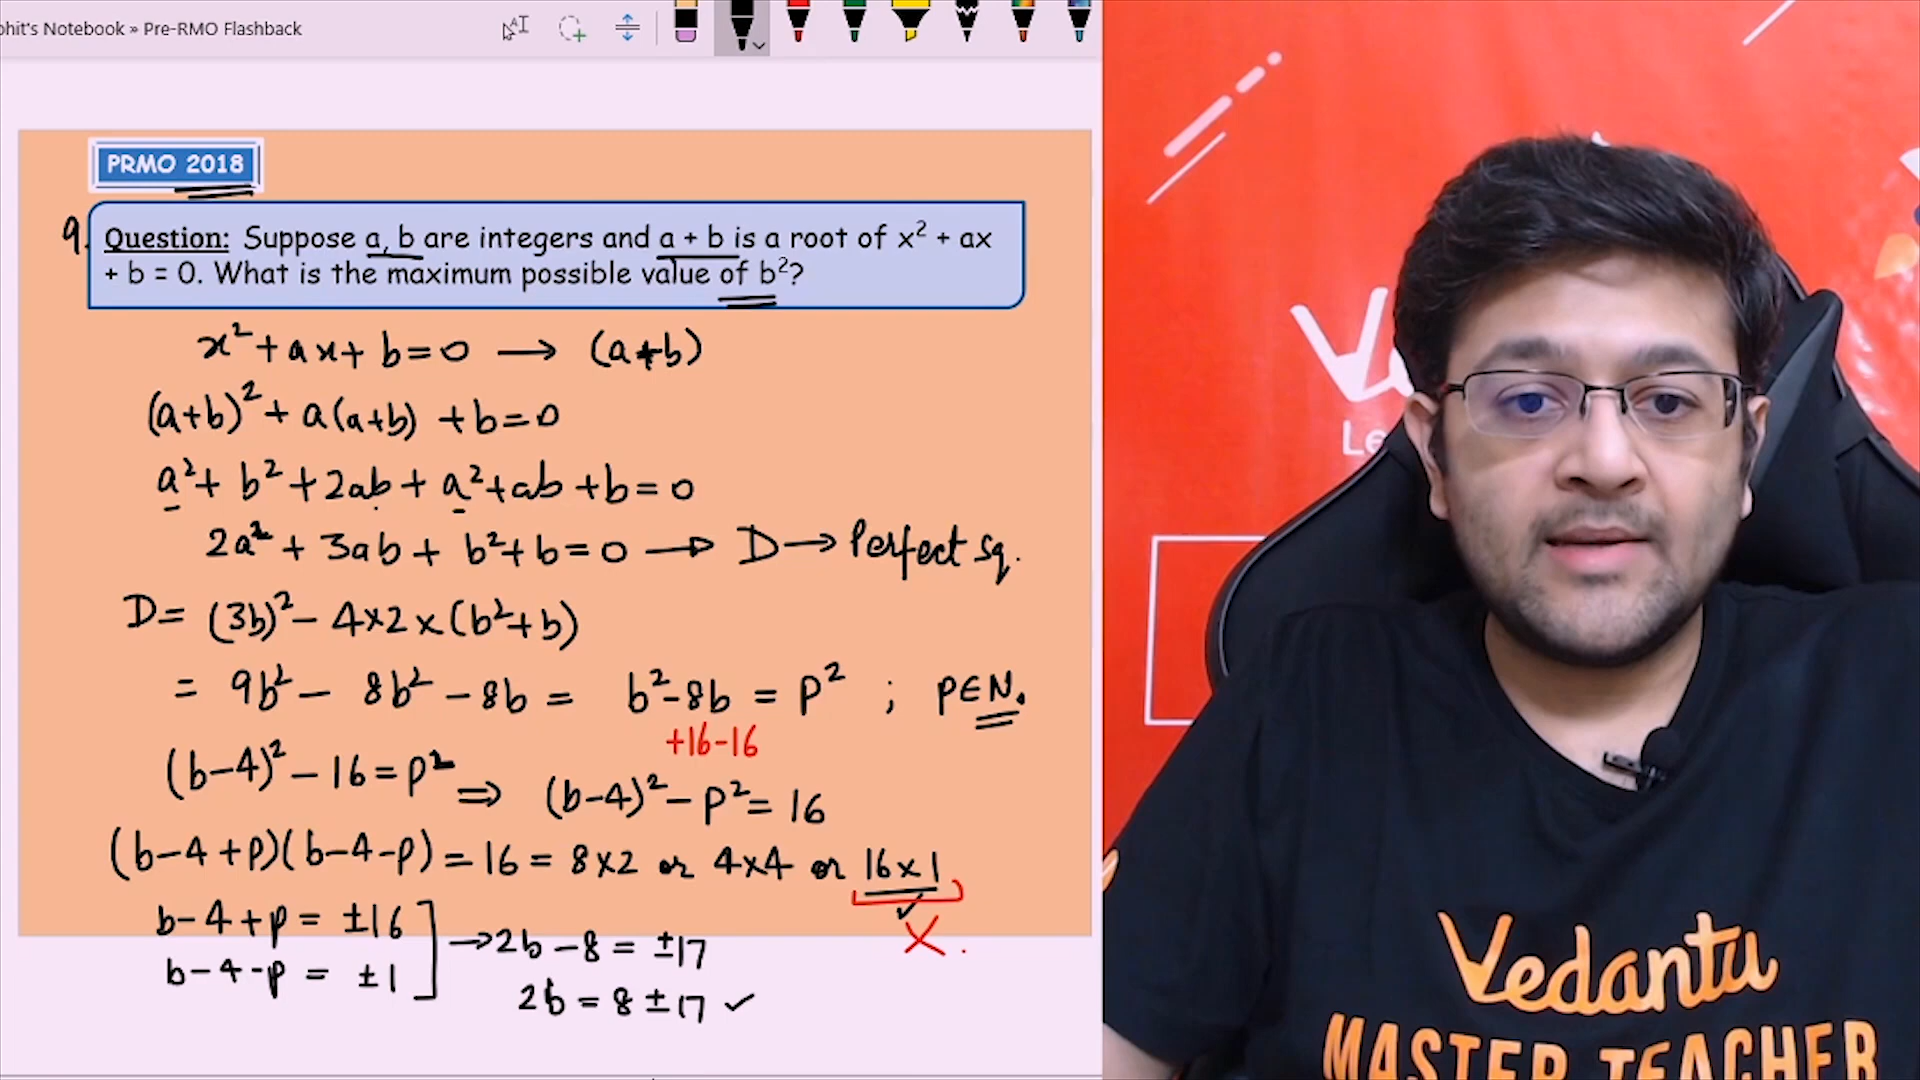 ohit's Notebook » Pre-RMO Flashback
PRMO 2018
9. Question: Suppose a, b are integers and a + b is a root of x² + ax
+ b = 0. What is the maximum possible value of b²?
x² + ax + b = 0 → (a+b)
(a+b)² + a(a+b) + b = 0
a² + b² + 2ab + a² + ab + b = 0
2a² + 3ab + b² + b = 0 → D → Perfect sq.
D = (3b)² - 4×2×(b²+b)
= 9b² - 8b² - 8b = b² - 8b = P² ; P∈N.
+16-16
(b-4)² - 16 = P² ⇒ (b-4)² - P² = 16
(b-4+p)(b-4-p) = 16 = 8×2 or 4×4 or 16×1
✓
X.
b-4+p = ±16
b-4-p = ±1
→ 2b-8 = ±17
2b = 8±17 ✓
Le
Vedantu
MASTER TEACHER